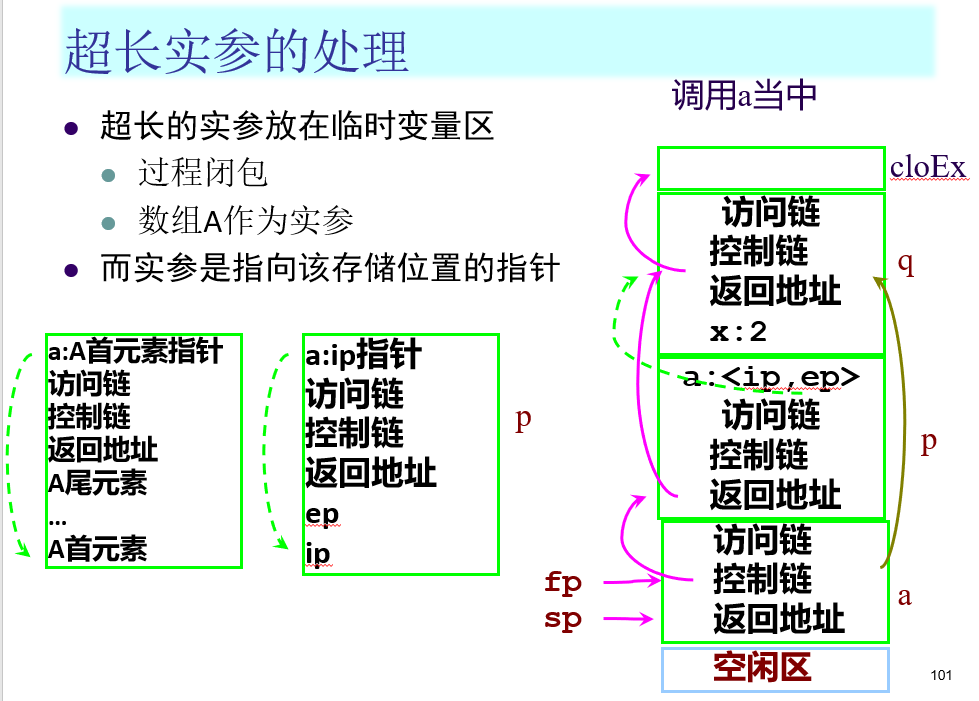 超长实参的处理
调用a当中
超长的实参放在临时变量区
过程闭包
数组A作为实参
而实参是指向该存储位置的指针
a:A首元素指针
访问链
控制链
返回地址
A尾元素
...
A首元素
a:ip指针
访问链
控制链
返回地址
ep
ip
p
cloEx
访问链
控制链
返回地址
x:2
q
a:<ip,ep>
访问链
控制链
返回地址
p
访问链
控制链
返回地址
a
fp
sp
空闲区
101